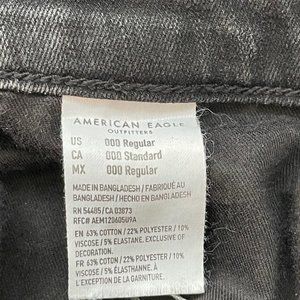 AMERICAN EAGLE
OUTFITTERS
US 000 Regular
CA 000 Standard
MX 000 Regular
MADE IN BANGLADESH / FABRIQUÉ AU
BANGLADESH / HECHO EN BANGLADESH
RN 54485 / CA 03873
RFC# AEM12060509A
EN 63% COTTON / 22% POLYESTER / 10%
VISCOSE / 5% ELASTANE. EXCLUSIVE OF
DECORATION.
FR 63% COTON / 22% POLYESTER / 10%
VISCOSE / 5% ÉLASTHANNE. À
L'EXCEPTION DE LA GARNITURE.